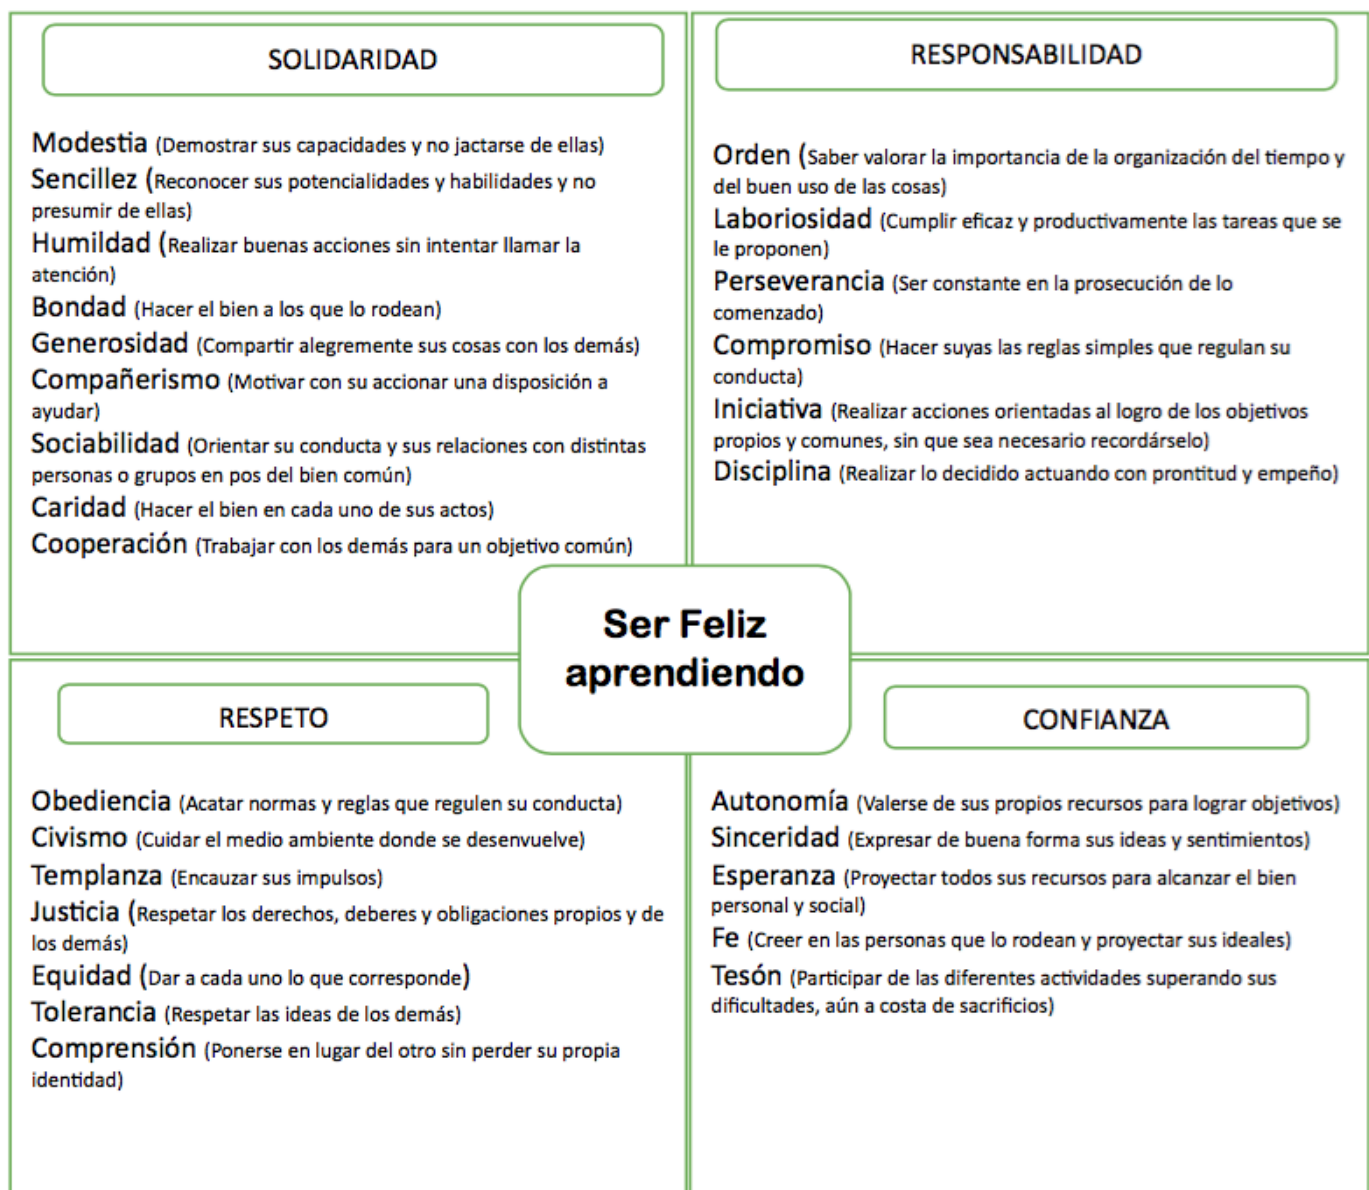 SOLIDARIDAD
Modestia (Demostrar sus capacidades y no jactarse de ellas)
Sencillez (Reconocer sus potencialidades y habilidades y no
presumir de ellas)
Humildad (Realizar buenas acciones sin intentar llamar la
atención)
Bondad (Hacer el bien a los que lo rodean)
Generosidad (Compartir alegremente sus cosas con los demás)
Compañerismo (Motivar con su accionar una disposición a
ayudar)
Sociabilidad (Orientar su conducta y sus relaciones con distintas
personas o grupos en pos del bien común)
Caridad (Hacer el bien en cada uno de sus actos)
Cooperación (Trabajar con los demás para un objetivo común)
RESPONSABILIDAD
Orden (Saber valorar la importancia de la organización del tiempo y
del buen uso de las cosas)
Laboriosidad (Cumplir eficaz y productivamente las tareas que se
le proponen)
Perseverancia (Ser constante en la prosecución de lo
comenzado)
Compromiso (Hacer suyas las reglas simples que regulan su
conducta)
Iniciativa (Realizar acciones orientadas al logro de los objetivos
propios y comunes, sin que sea necesario recordárselo)
Disciplina (Realizar lo decidido actuando con prontitud y empeño)
Ser Feliz
aprendiendo
RESPETO
Obediencia (Acatar normas y reglas que regulen su conducta)
Civismo (Cuidar el medio ambiente donde se desenvuelve)
Templanza (Encauzar sus impulsos)
Justicia (Respetar los derechos, deberes y obligaciones propios y de
los demás)
Equidad (Dar a cada uno lo que corresponde)
Tolerancia (Respetar las ideas de los demás)
Comprensión (Ponerse en lugar del otro sin perder su propia
identidad)
CONFIANZA
Autonomía (Valerse de sus propios recursos para lograr objetivos)
Sinceridad (Expresar de buena forma sus ideas y sentimientos)
Esperanza (Proyectar todos sus recursos para alcanzar el bien
personal y social)
Fe (Creer en las personas que lo rodean y proyectar sus ideales)
Tesón (Participar de las diferentes actividades superando sus
dificultades, aún a costa de sacrificios)